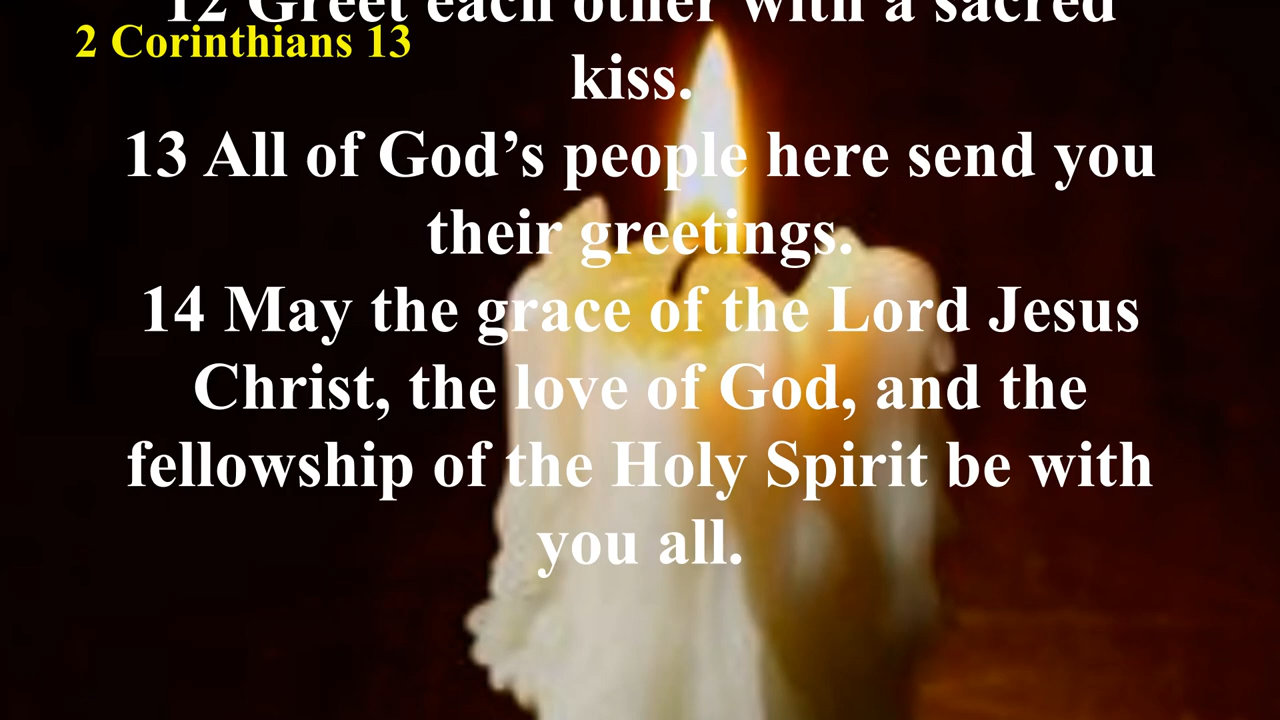 12 Greet each other with a sacred
2 Corinthians 13
kiss.
13 All of God’s people here send you
their greetings.
14 May the grace of the Lord Jesus
Christ, the love of God, and the
fellowship of the Holy Spirit be with
you all.